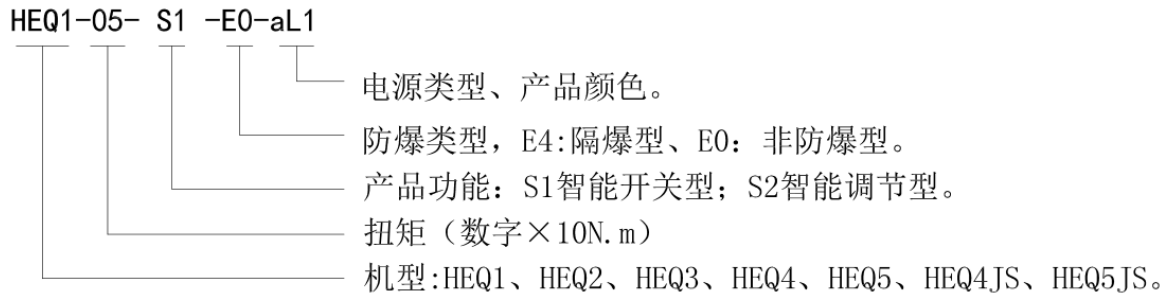 HEQ1-05- S1 -E0-aL1
电源类型、产品颜色。
防爆类型，E4:隔爆型、E0：非防爆型。
产品功能：S1智能开关型；S2智能调节型。
扭矩（数字×10N.m）
机型:HEQ1、HEQ2、HEQ3、HEQ4、HEQ5、HEQ4JS、HEQ5JS。